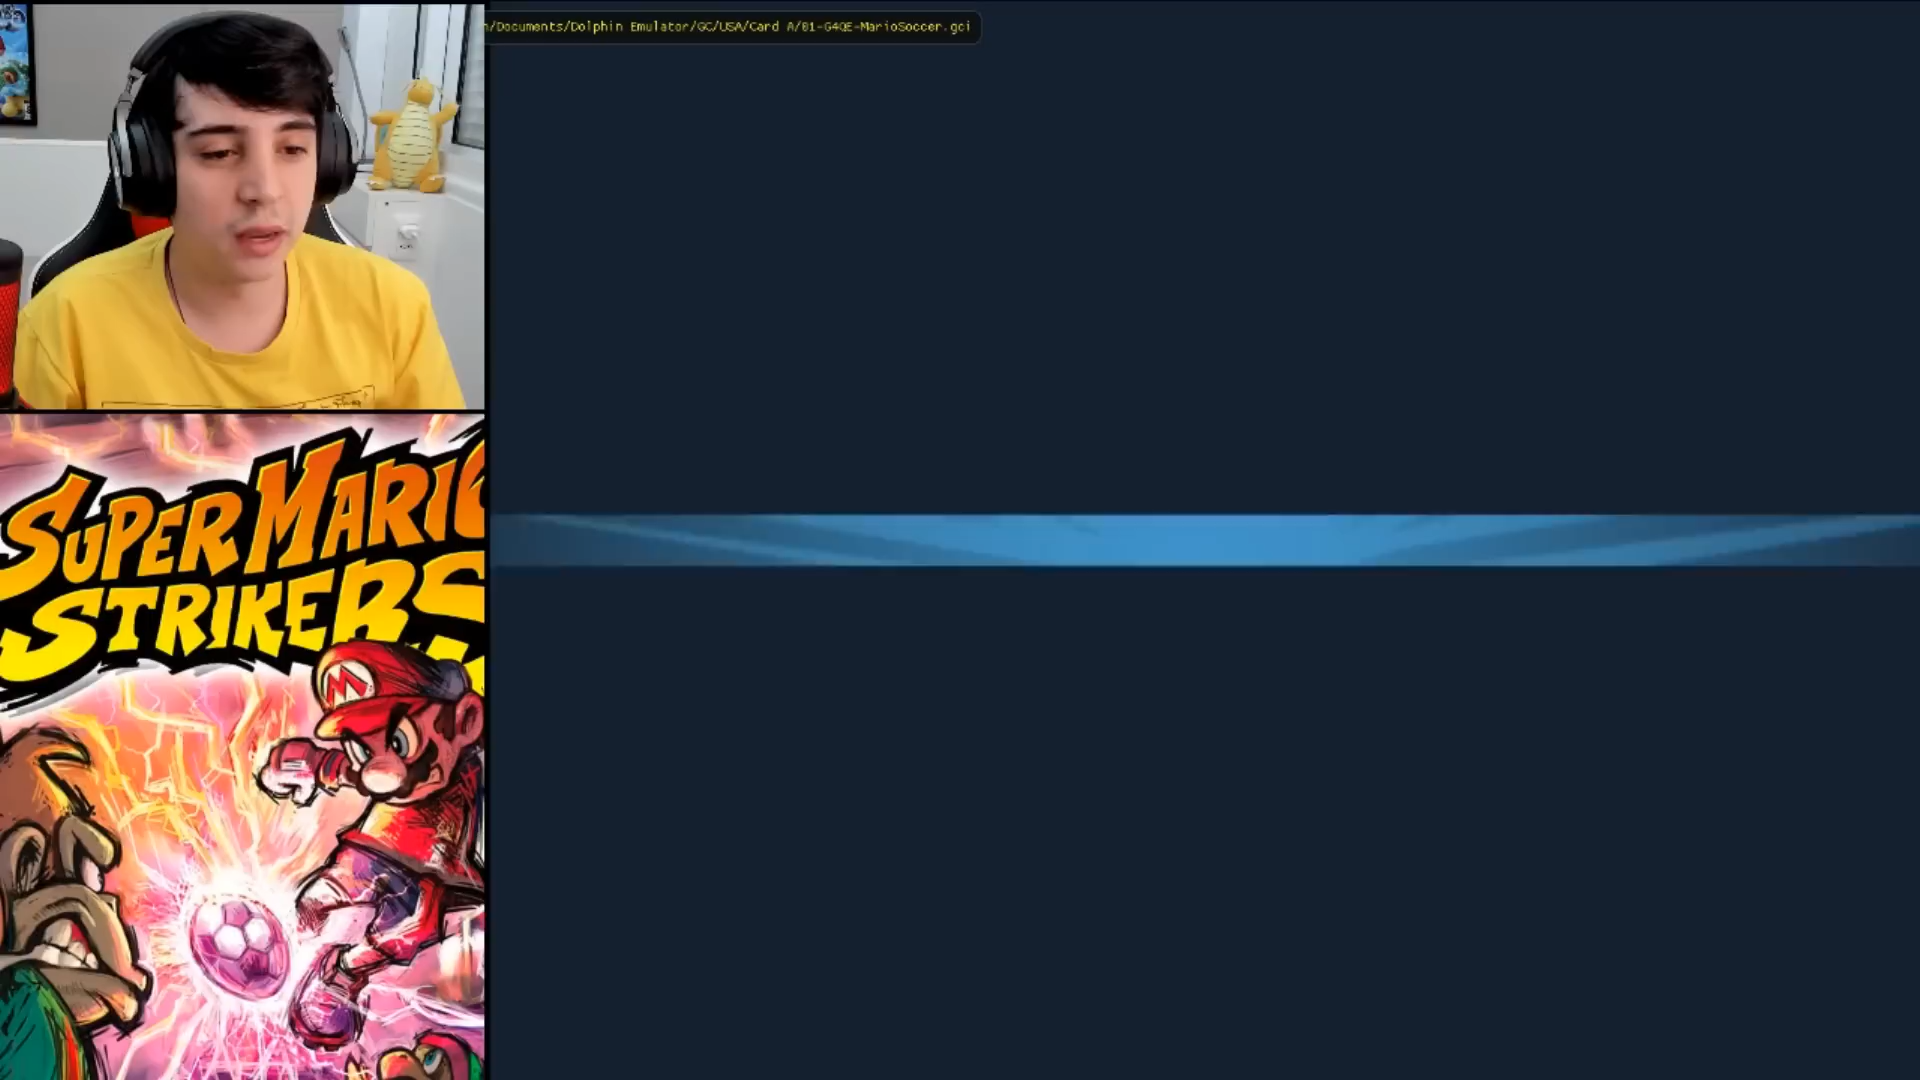 /Documents/Dolphin Emulator/GC/USA/Card A/01-G4QE-MarioSoccer.gci
SUPER MARIO
STRIKERS
M